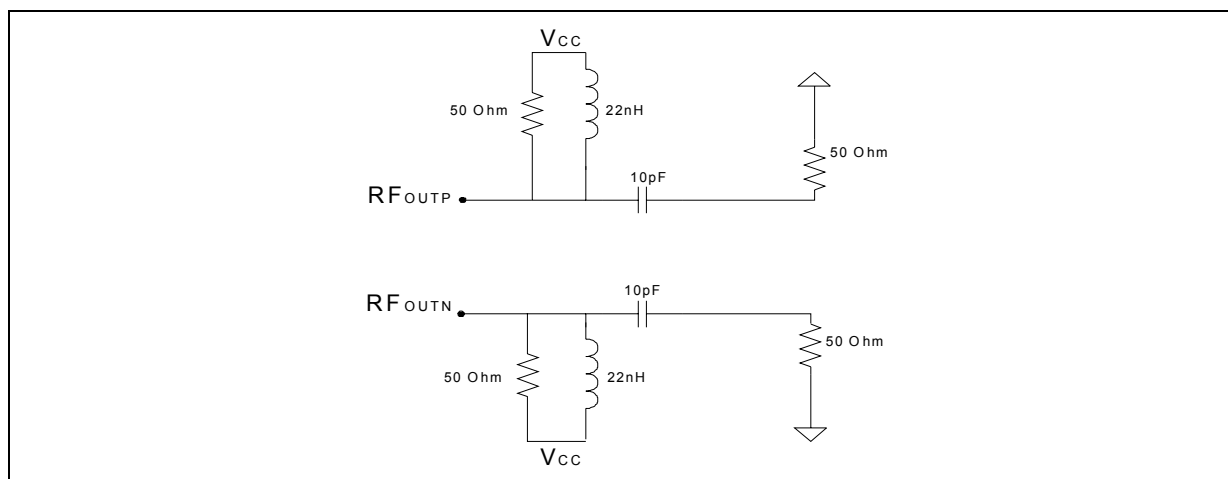 VCC
50 Ohm
22nH
50 Ohm
10pF
RFOUTP
10pF
RFOUTN
50 Ohm
50 Ohm
22nH
VCC